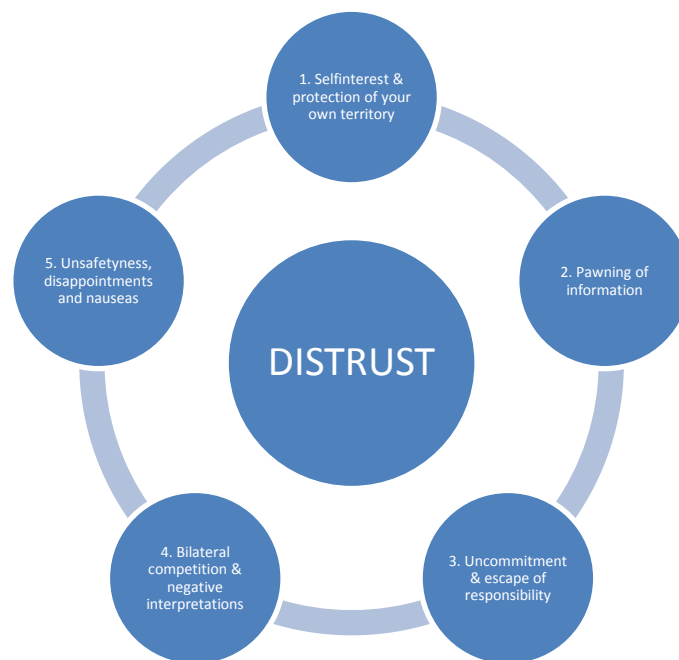 1. Selfinterest &
protection of your
own territory
2. Pawning of
information
3. Uncommitment
& escape of
responsibility
4. Bilateral
competition &
negative
interpretations
5. Unsafetyness,
disappointments
and nauseas
DISTRUST